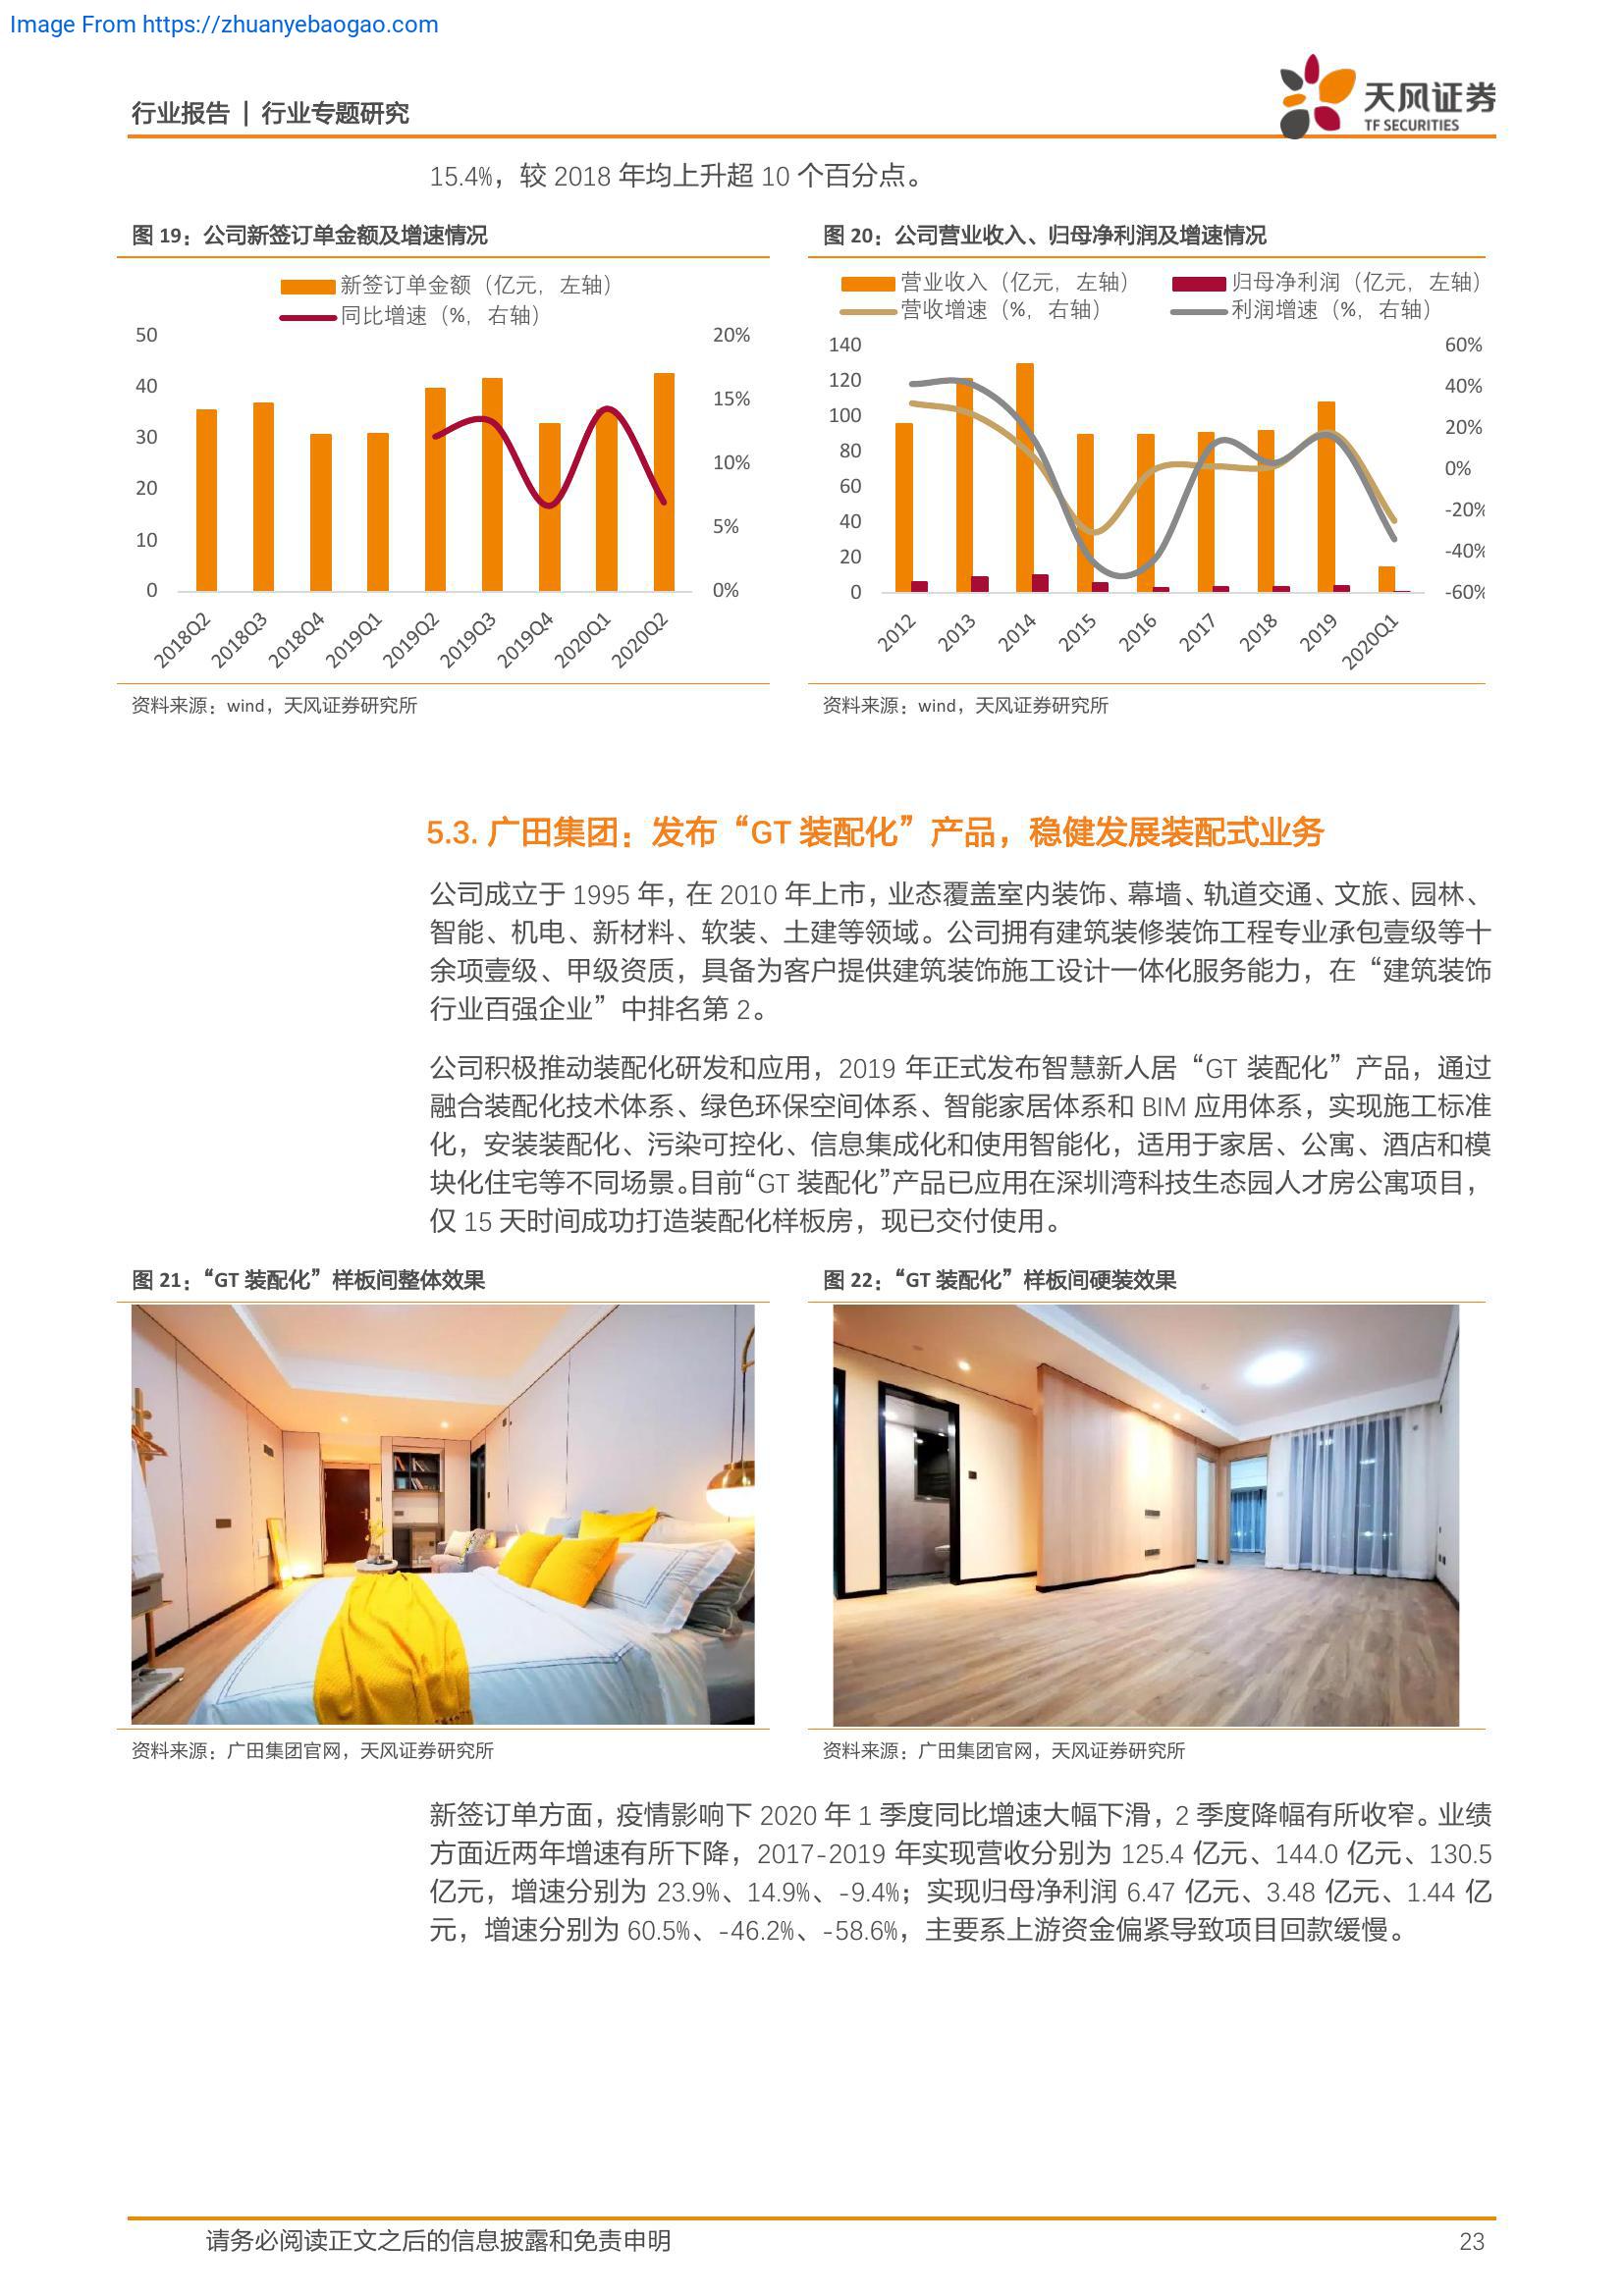 Image From https://zhuanyebaogao.com
行业报告 | 行业专题研究
天风证券
TF SECURITIES
15.4%，较 2018 年均上升超 10 个百分点。
图 19：公司新签订单金额及增速情况
新签订单金额（亿元，左轴）
同比增速（%，右轴）
50
40
30
20
10
0
20%
15%
10%
5%
0%
2018Q2
2018Q3
2018Q4
2019Q1
2019Q2
2019Q3
2019Q4
2020Q1
2020Q2
资料来源：wind，天风证券研究所
图 20：公司营业收入、归母净利润及增速情况
营业收入（亿元，左轴）
归母净利润（亿元，左轴）
营收增速（%，右轴）
利润增速（%，右轴）
140
120
100
80
60
40
20
0
60%
40%
20%
0%
-20%
-40%
-60%
2012
2013
2014
2015
2016
2017
2018
2019
2020Q1
资料来源：wind，天风证券研究所
5.3. 广田集团：发布“GT 装配化”产品，稳健发展装配式业务
公司成立于 1995 年，在 2010 年上市，业态覆盖室内装饰、幕墙、轨道交通、文旅、园林、
智能、机电、新材料、软装、土建等领域。公司拥有建筑装修装饰工程专业承包壹级等十
余项壹级、甲级资质，具备为客户提供建筑装饰施工设计一体化服务能力，在“建筑装饰
行业百强企业”中排名第 2。
公司积极推动装配化研发和应用，2019 年正式发布智慧新人居“GT 装配化”产品，通过
融合装配化技术体系、绿色环保空间体系、智能家居体系和 BIM 应用体系，实现施工标准
化，安装装配化、污染可控化、信息集成化和使用智能化，适用于家居、公寓、酒店和模
块化住宅等不同场景。目前“GT 装配化”产品已应用在深圳湾科技生态园人才房公寓项目，
仅 15 天时间成功打造装配化样板房，现已交付使用。
图 21：“GT 装配化”样板间整体效果
资料来源：广田集团官网，天风证券研究所
图 22：“GT 装配化”样板间硬装效果
资料来源：广田集团官网，天风证券研究所
新签订单方面，疫情影响下 2020 年 1 季度同比增速大幅下滑，2 季度降幅有所收窄。业绩
方面近两年增速有所下降，2017-2019 年实现营收分别为 125.4 亿元、144.0 亿元、130.5
亿元，增速分别为 23.9%、14.9%、-9.4%；实现归母净利润 6.47 亿元、3.48 亿元、1.44 亿
元，增速分别为 60.5%、-46.2%、-58.6%，主要系上游资金偏紧导致项目回款缓慢。
请务必阅读正文之后的信息披露和免责申明
23